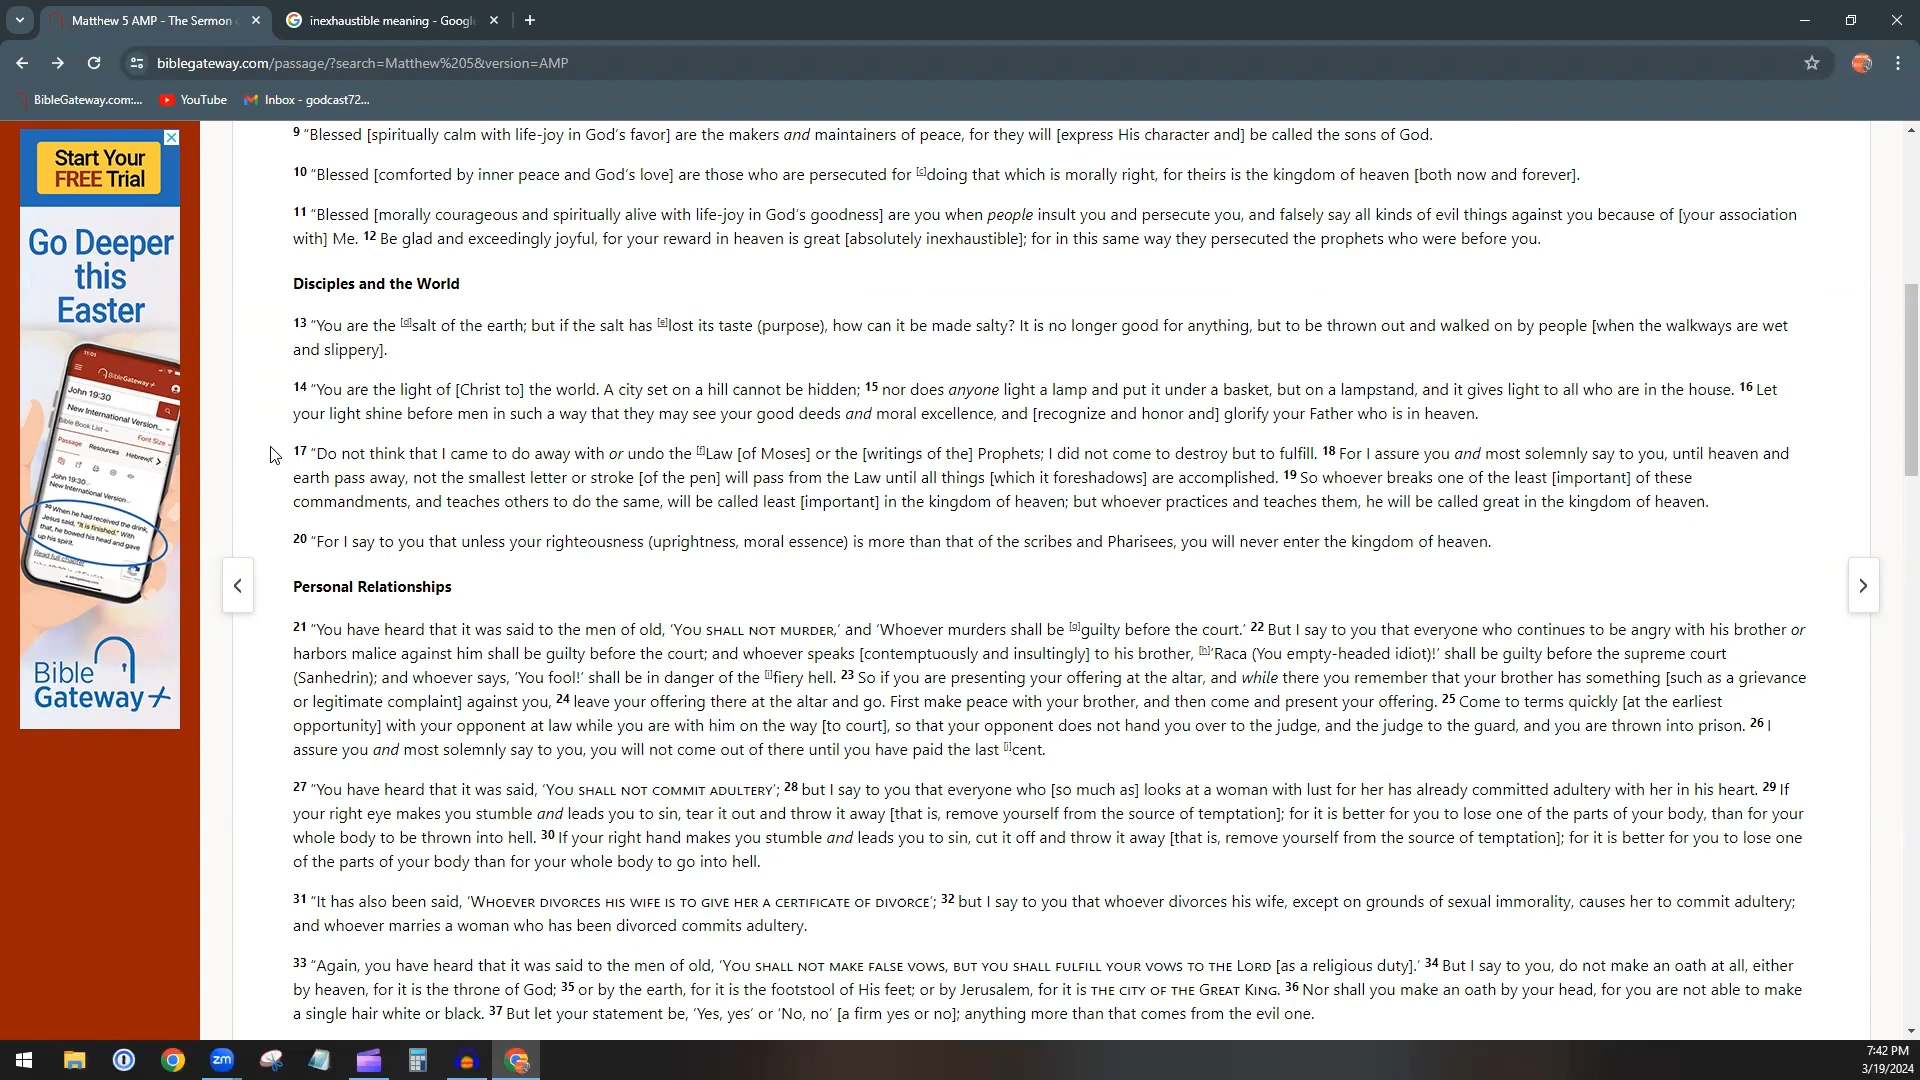 Matthew 5 AMP - The Sermon
inexhaustible meaning - Googl
biblegateway.com/passage/?search=Matthew%205&version=AMP
BibleGateway.com:...
YouTube
Inbox - godcast72...
9 “Blessed [spiritually calm with life-joy in God’s favor] are the makers and maintainers of peace, for they will [express His character and] be called the sons of God.
10 “Blessed [comforted by inner peace and God’s love] are those who are persecuted for [c]doing that which is morally right, for theirs is the kingdom of heaven [both now and forever].
11 “Blessed [morally courageous and spiritually alive with life-joy in God’s goodness] are you when people insult you and persecute you, and falsely say all kinds of evil things against you because of [your association
with] Me. 12 Be glad and exceedingly joyful, for your reward in heaven is great [absolutely inexhaustible]; for in this same way they persecuted the prophets who were before you.
Disciples and the World
13 “You are the [d]salt of the earth; but if the salt has [e]lost its taste (purpose), how can it be made salty? It is no longer good for anything, but to be thrown out and walked on by people [when the walkways are wet
and slippery].
14 “You are the light of [Christ to] the world. A city set on a hill cannot be hidden; 15 nor does anyone light a lamp and put it under a basket, but on a lampstand, and it gives light to all who are in the house. 16 Let
your light shine before men in such a way that they may see your good deeds and moral excellence, and [recognize and honor and] glorify your Father who is in heaven.
17 “Do not think that I came to do away with or undo the [f]Law [of Moses] or the [writings of the] Prophets; I did not come to destroy but to fulfill. 18 For I assure you and most solemnly say to you, until heaven and
earth pass away, not the smallest letter or stroke [of the pen] will pass from the Law until all things [which it foreshadows] are accomplished. 19 So whoever breaks one of the least [important] of these
commandments, and teaches others to do the same, will be called least [important] in the kingdom of heaven; but whoever practices and teaches them, he will be called great in the kingdom of heaven.
20 “For I say to you that unless your righteousness (uprightness, moral essence) is more than that of the scribes and Pharisees, you will never enter the kingdom of heaven.
Personal Relationships
21 “You have heard that it was said to the men of old, ‘YOU SHALL NOT MURDER,’ and ‘Whoever murders shall be [g]guilty before the court.’ 22 But I say to you that everyone who continues to be angry with his brother or
harbors malice against him shall be guilty before the court; and whoever speaks [contemptuously and insultingly] to his brother, [h]‘Raca (You empty-headed idiot)!’ shall be guilty before the supreme court
(Sanhedrin); and whoever says, ‘You fool!’ shall be in danger of the [i]fiery hell. 23 So if you are presenting your offering at the altar, and while there you remember that your brother has something [such as a grievance
or legitimate complaint] against you, 24 leave your offering there at the altar and go. First make peace with your brother, and then come and present your offering. 25 Come to terms quickly [at the earliest
opportunity] with your opponent at law while you are with him on the way [to court], so that your opponent does not hand you over to the judge, and the judge to the guard, and you are thrown into prison. 26 I
assure you and most solemnly say to you, you will not come out of there until you have paid the last [j]cent.
27 “You have heard that it was said, ‘YOU SHALL NOT COMMIT ADULTERY’; 28 but I say to you that everyone who [so much as] looks at a woman with lust for her has already committed adultery with her in his heart. 29 If
your right eye makes you stumble and leads you to sin, tear it out and throw it away [that is, remove yourself from the source of temptation]; for it is better for you to lose one of the parts of your body, than for your
whole body to be thrown into hell. 30 If your right hand makes you stumble and leads you to sin, cut it off and throw it away [that is, remove yourself from the source of temptation]; for it is better for you to lose one
of the parts of your body than for your whole body to go into hell.
31 “It has also been said, ‘WHOEVER DIVORCES HIS WIFE IS TO GIVE HER A CERTIFICATE OF DIVORCE’; 32 but I say to you that whoever divorces his wife, except on grounds of sexual immorality, causes her to commit adultery;
and whoever marries a woman who has been divorced commits adultery.
33 “Again, you have heard that it was said to the men of old, ‘YOU SHALL NOT MAKE FALSE VOWS, BUT YOU SHALL FULFILL YOUR VOWS TO THE LORD [as a religious duty].’ 34 But I say to you, do not make an oath at all, either
by heaven, for it is the throne of God; 35 or by the earth, for it is the footstool of His feet; or by Jerusalem, for it is THE CITY OF THE GREAT KING. 36 Nor shall you make an oath by your head, for you are not able to make
a single hair white or black. 37 But let your statement be, ‘Yes, yes’ or ‘No, no’ [a firm yes or no]; anything more than that comes from the evil one.
Start Your
FREE Trial
Go Deeper
this
Easter
11:01
BibleGateway+
John 19:30
New International Version...
Bible Book List
Font Size
Passage Resources Hebrew/
John 19:30
New International Version
30 When he had received the drink,
Jesus said, “It is finished.” With
that, he bowed his head and gave
up his spirit.
Read full chapter
Bible
Gateway+
zm
7:42 PM
3/19/2024